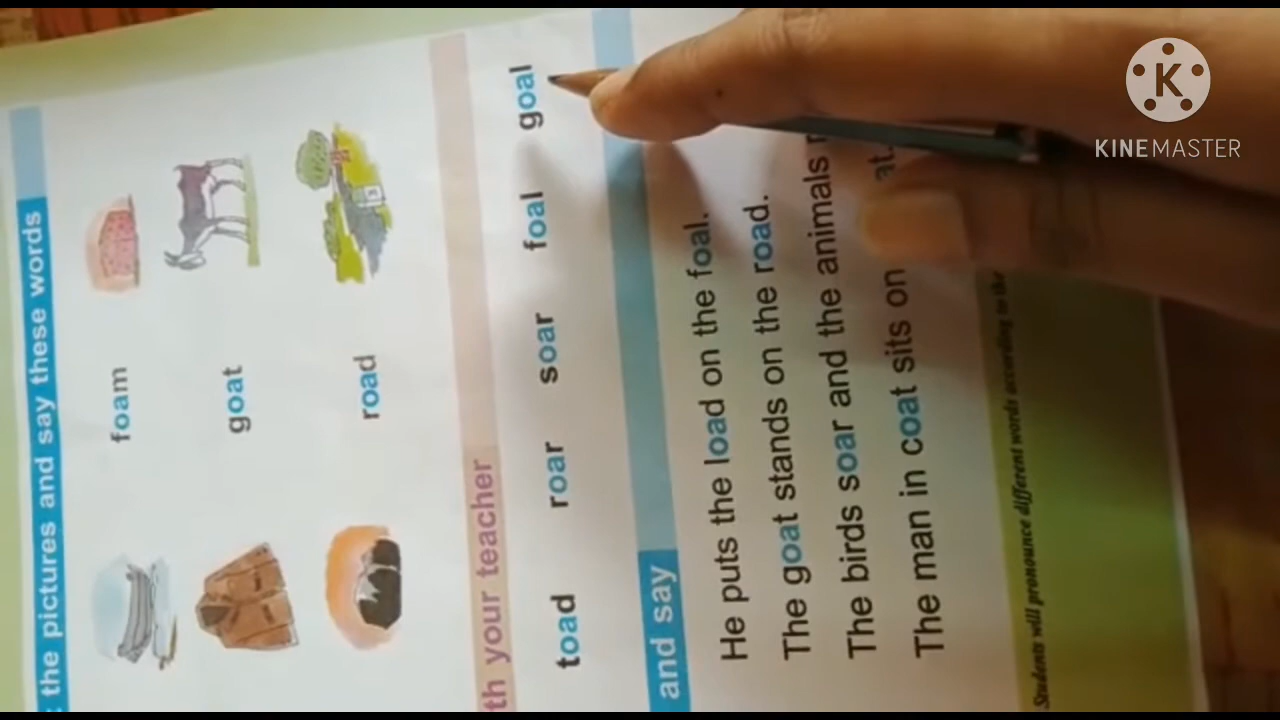 the pictures and say these words
foam
goat
road
th your teacher
toad roar soar foal goal
and say
He puts the load on the foal.
The goat stands on the road.
The birds soar and the animals r
The man in coat sits on at.
Students will pronounce different words according to the
KINEMASTER